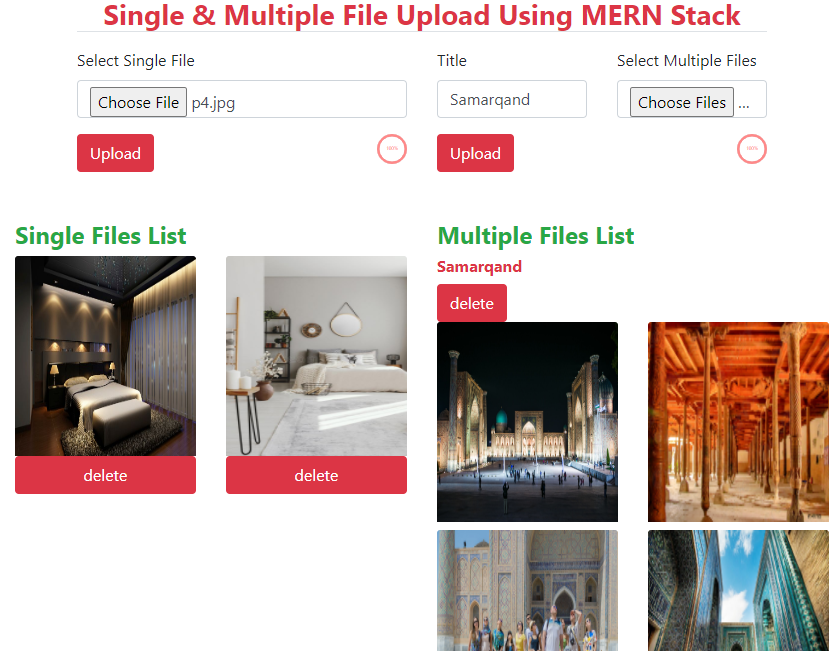 Single & Multiple File Upload Using MERN Stack
Select Single File
Choose File p4.jpg
Upload
100%
Title
Samarqand
Select Multiple Files
Choose Files ...
Upload
100%
Single Files List
delete
delete
Multiple Files List
Samarqand
delete